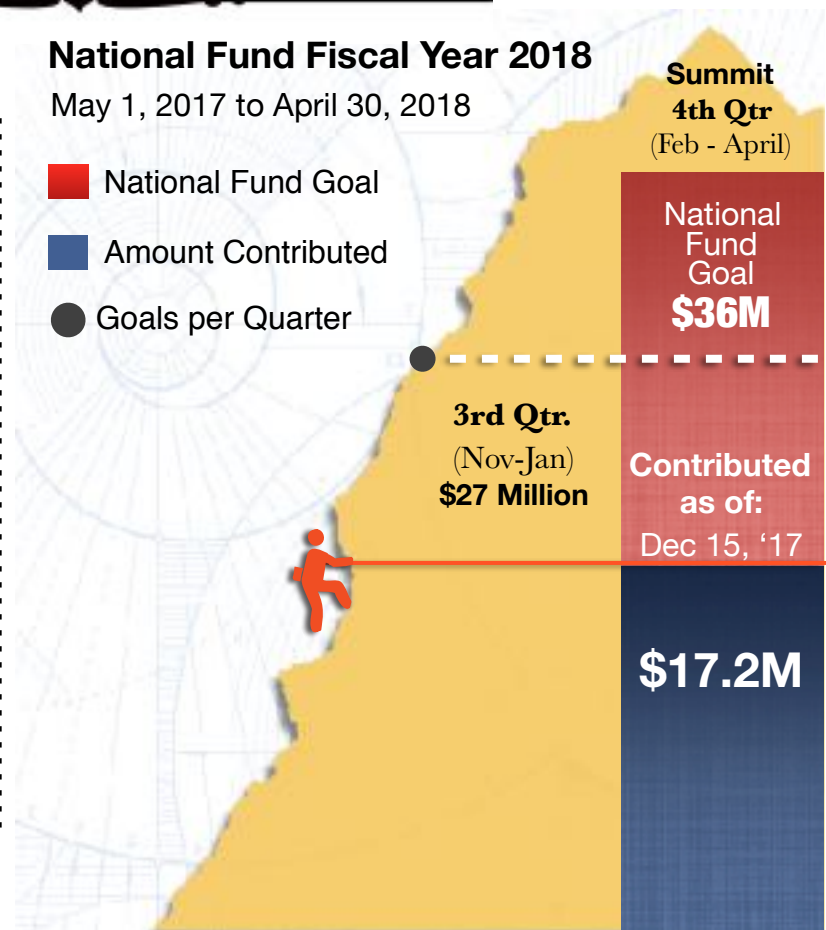 National Fund Fiscal Year 2018
May 1, 2017 to April 30, 2018
National Fund Goal
Amount Contributed
Goals per Quarter
Summit
4th Qtr
(Feb - April)
National
Fund
Goal
$36M
3rd Qtr.
(Nov-Jan)
$27 Million
Contributed
as of:
Dec 15, ‘17
$17.2M